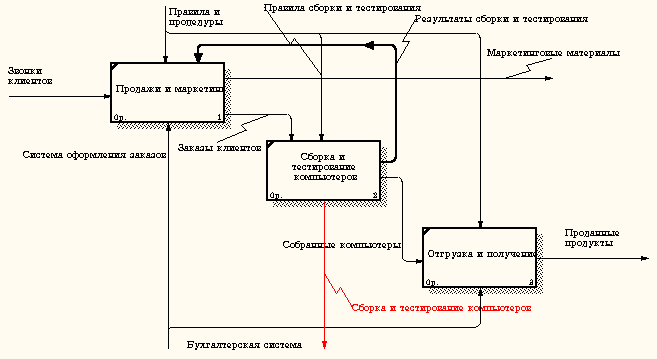 Правила и
процедуры
Правила сборки и тестирования
Результаты сборки и тестирования
Маркетинговые материалы
Звонки
клиентов
Продажи и маркетинг
0р.
1
Заказы клиентов
Система оформления заказов
Сборка и
тестирование
компьютеров
0р.
2
Собранные компьютеры
Отгрузка и получение
0р.
3
Проданные
продукты
Сборка и тестирование компьютеров
Бухгалтерская система